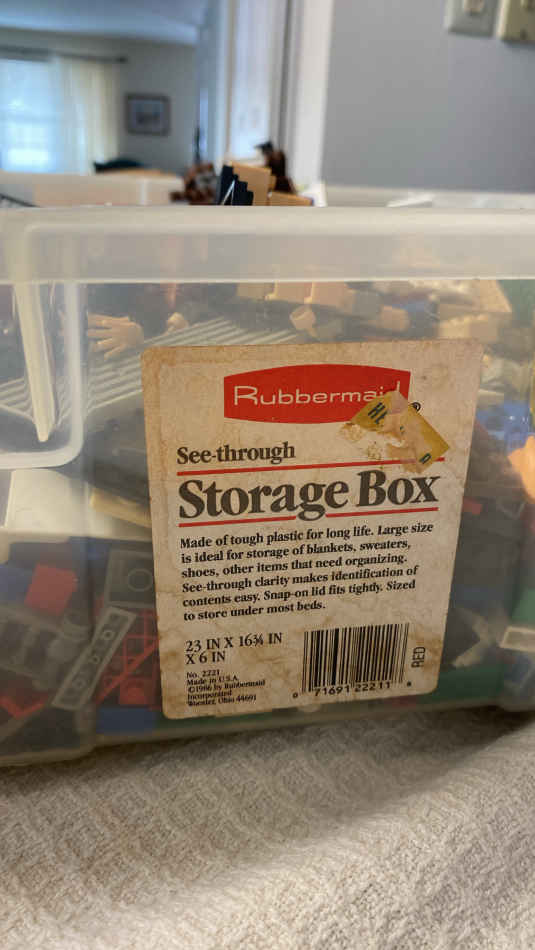 Rubbermaid
See-through
Storage Box
Made of tough plastic for long life. Large size
is ideal for storage of blankets, sweaters,
shoes, other items that need organizing.
See-through clarity makes identification of
contents easy. Snap-on lid fits tightly. Sized
to store under most beds.
23 IN X 16¾ IN
X 6 IN
No. 2221
Made in U.S.A.
©1986 by Rubbermaid
Incorporated
Wooster, Ohio 44691
0 71691 22211 8
RED